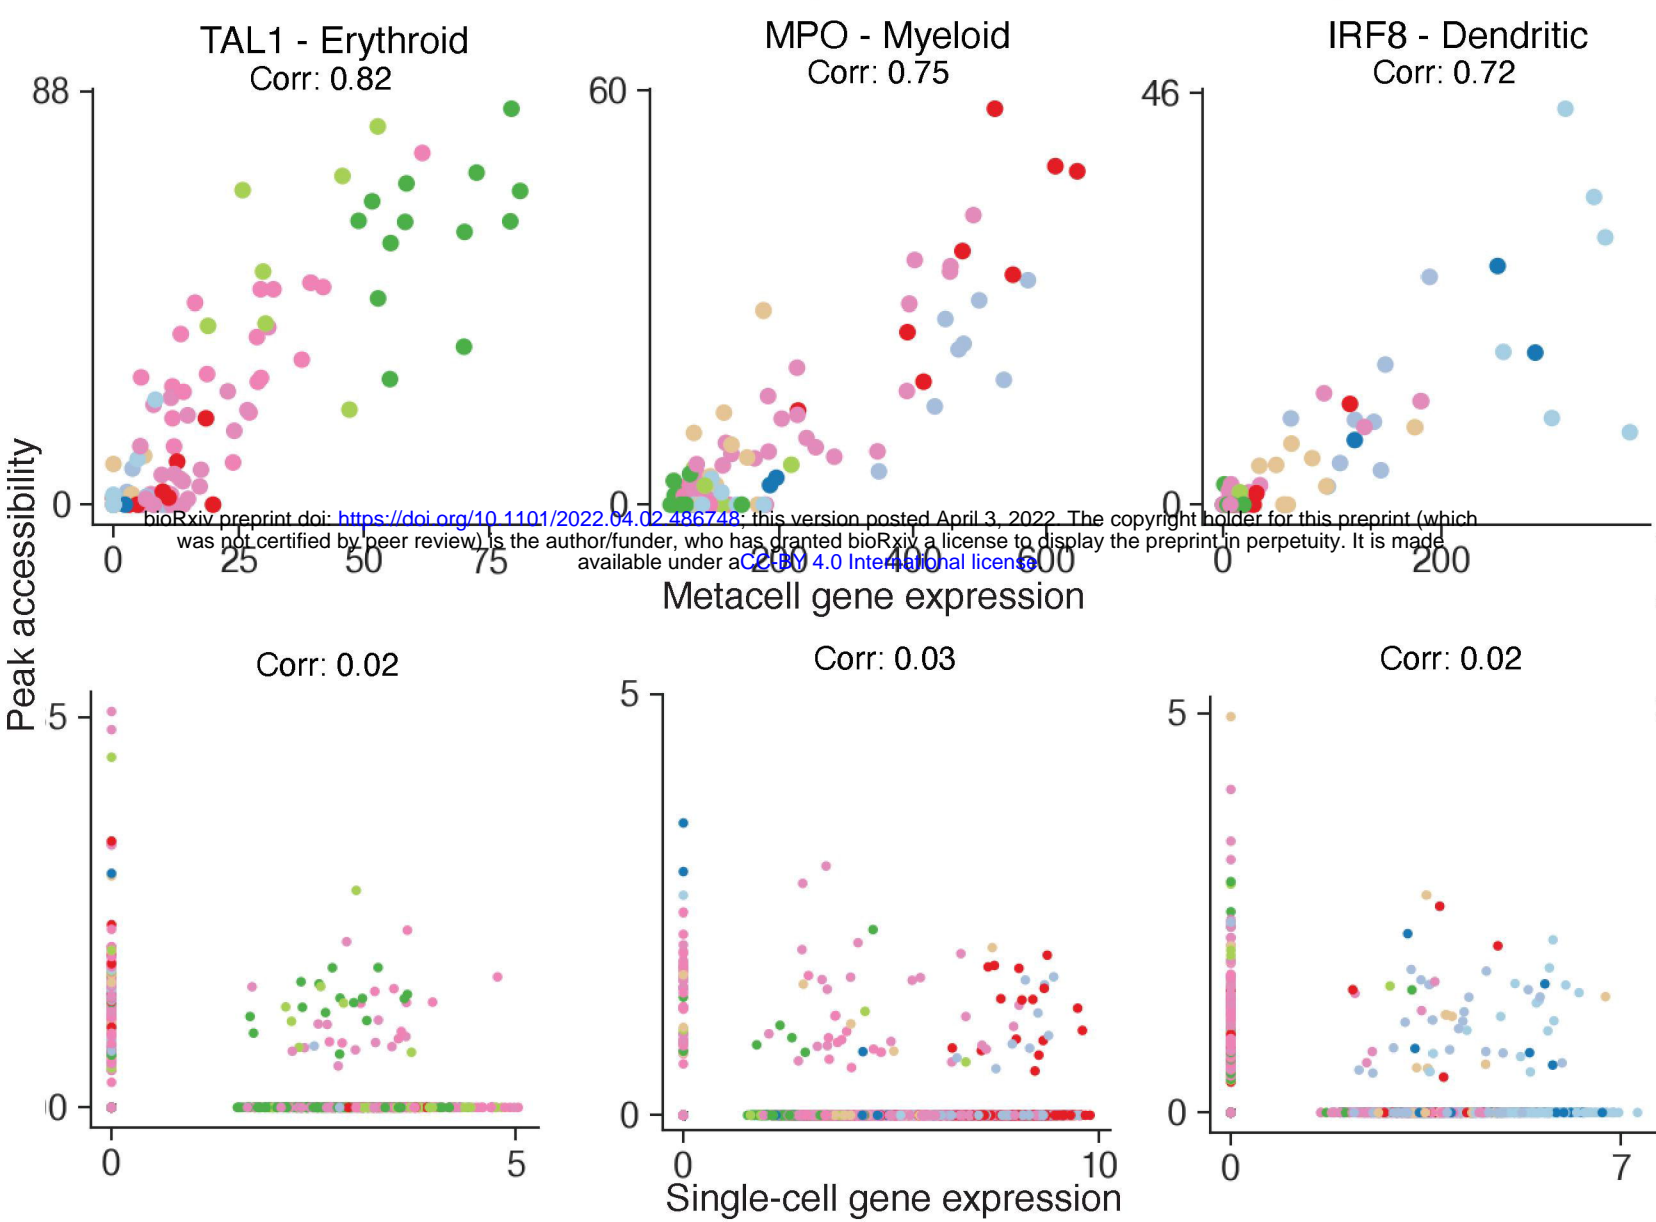 TAL1 - Erythroid
Corr: 0.82
MPO - Myeloid
Corr: 0.75
IRF8 - Dendritic
Corr: 0.72
88
0
60
0
46
0
Peak accessibility
bioRxiv preprint doi: https://doi.org/10.1101/2022.04.02.486748; this version posted April 3, 2022. The copyright holder for this preprint (which
was not certified by peer review) is the author/funder, who has granted bioRxiv a license to display the preprint in perpetuity. It is made
available under aCC-BY 4.0 International license
0 25 50 75
200 400 600
0 200
Metacell gene expression
Corr: 0.02
Corr: 0.03
Corr: 0.02
5
0
5
0
5
0
0 5
0 10
0 7
Single-cell gene expression